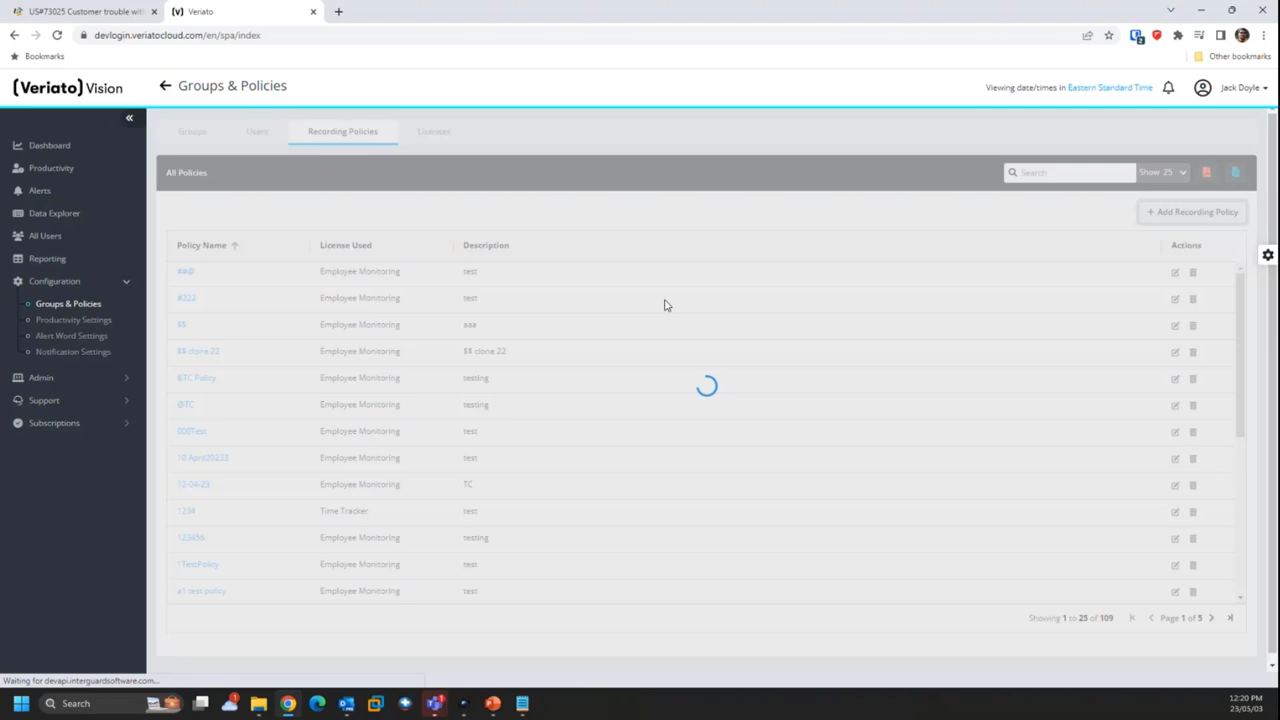 US#73025 Customer trouble with
Veriato
devlogin.veriatocloud.com/en/spa/index
Bookmarks
Other bookmarks
(Veriato) Vision
Groups & Policies
Viewing date/times in Eastern Standard Time
Jack Doyle
Dashboard
Productivity
Alerts
Data Explorer
All Users
Reporting
Configuration
Groups & Policies
Productivity Settings
Alert Word Settings
Notification Settings
Admin
Support
Subscriptions
Groups Users Recording Policies Licenses
All Policies
Search
Show 25
+ Add Recording Policy
Policy Name License Used Description Actions
##@ Employee Monitoring test
#222 Employee Monitoring test
$$ Employee Monitoring aaa
$$ clone 22 Employee Monitoring $$ clone 22
&TC Policy Employee Monitoring testing
@TC Employee Monitoring testing
000Test Employee Monitoring test
10 April20233 Employee Monitoring test
12-04-23 Employee Monitoring TC
1234 Time Tracker test
123456 Employee Monitoring testing
1TestPolicy Employee Monitoring test
a1 test policy Employee Monitoring test
Showing 1 to 25 of 109 Page 1 of 5
Waiting for devapi.interguardsoftware.com...
Search
12:20 PM
23/05/03